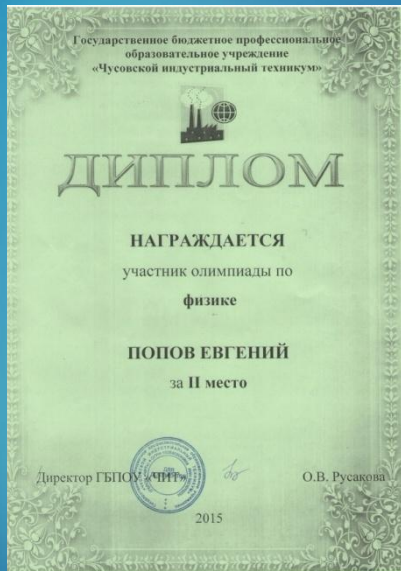 Государственное бюджетное профессиональное
образовательное учреждение
«Чусовской индустриальный техникум»
ДИПЛОМ
НАГРАЖДАЕТСЯ
участник олимпиады по
физике
ПОПОВ ЕВГЕНИЙ
за II место
Директор ГБПОУ «ЧИТ» О.В. Русакова
2015